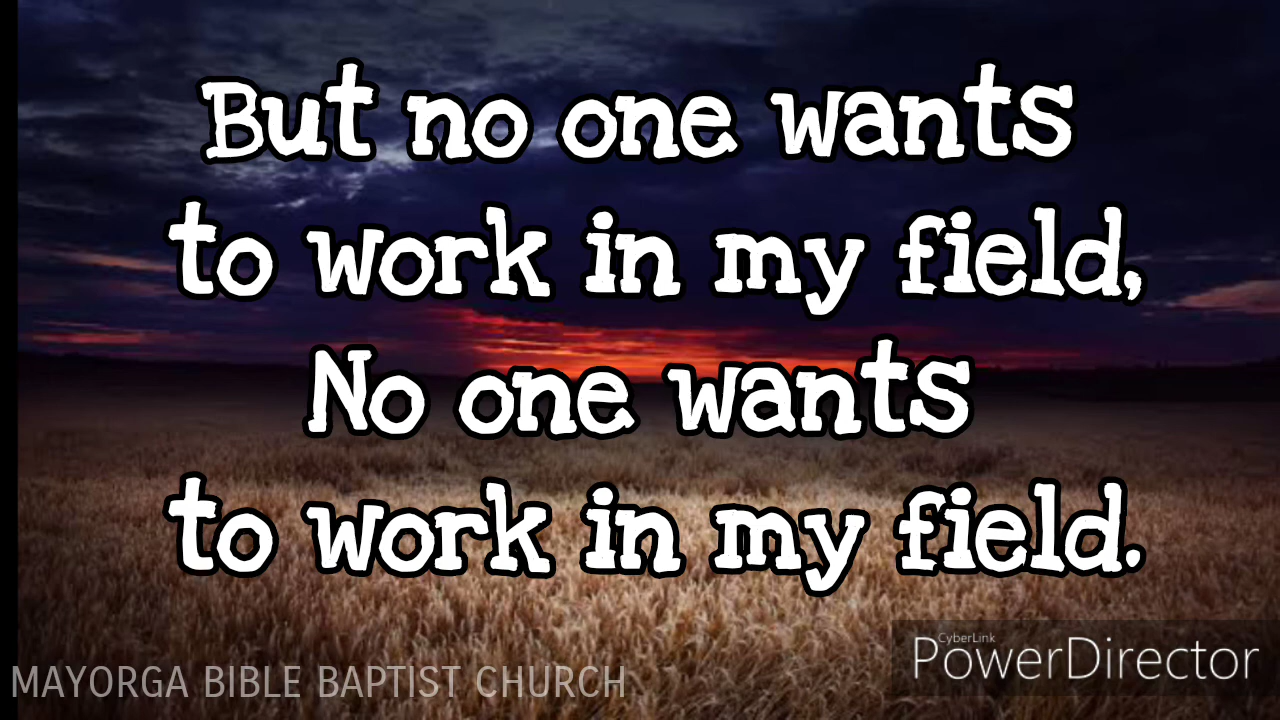 But no one wants
to work in my field,
No one wants
to work in my field.
CyberLink
PowerDirector
MAYORGA BIBLE BAPTIST CHURCH